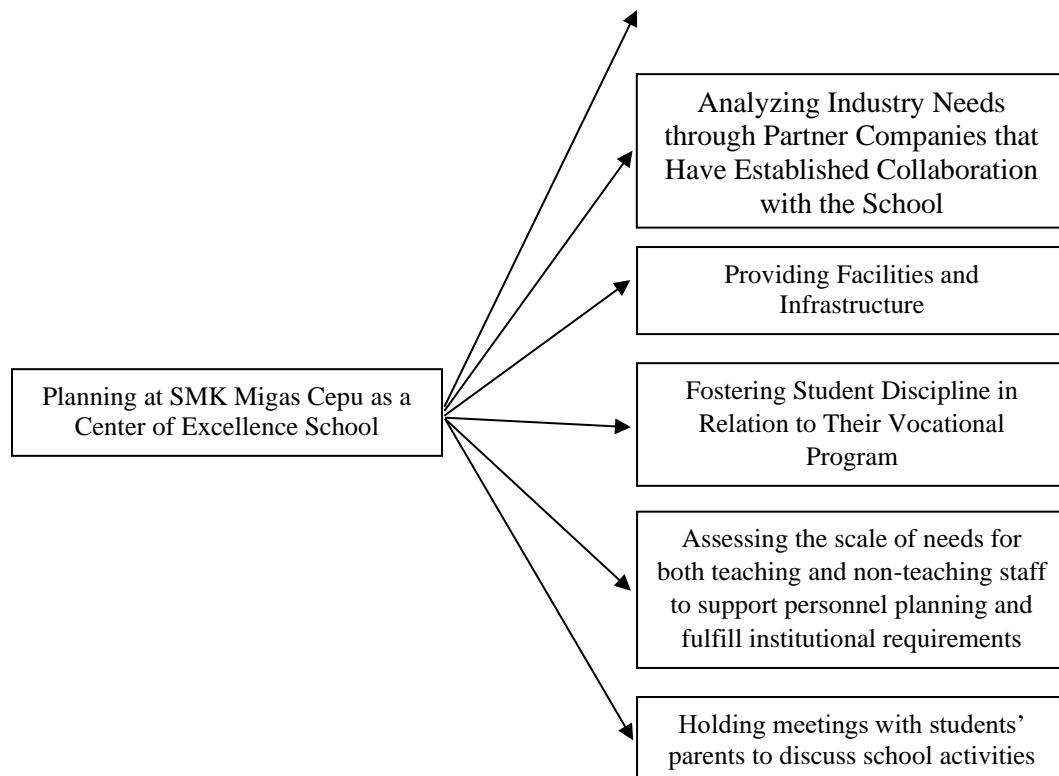 Analyzing Industry Needs
through Partner Companies that
Have Established Collaboration
with the School
Providing Facilities and
Infrastructure
Planning at SMK Migas Cepu as a
Center of Excellence School
Fostering Student Discipline in
Relation to Their Vocational
Program
Assessing the scale of needs for
both teaching and non-teaching staff
to support personnel planning and
fulfill institutional requirements
Holding meetings with students’
parents to discuss school activities